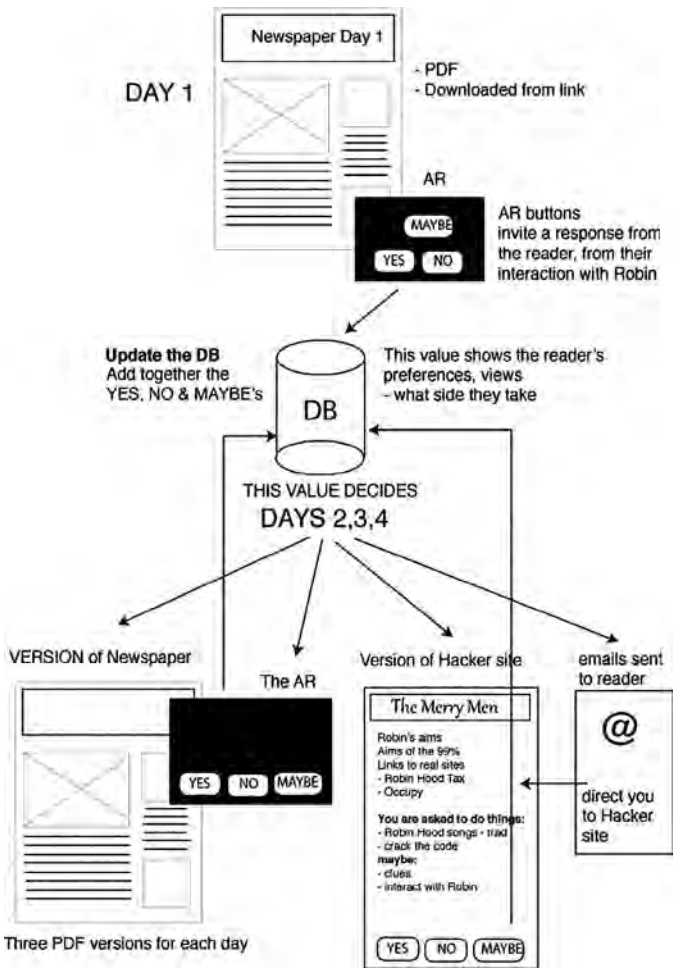 Newspaper Day 1
DAY 1
- PDF
- Downloaded from link
AR
MAYBE
YES NO
AR buttons
invite a response from
the reader, from their
interaction with Robin
Update the DB
Add together the
YES, NO & MAYBE's
DB
This value shows the reader's
preferences, views
- what side they take
THIS VALUE DECIDES
DAYS 2,3,4
VERSION of Newspaper
The AR
YES NO MAYBE
Three PDF versions for each day
Version of Hacker site
The Merry Men
Robin's aims
Aims of the 99%
Links to real sites
- Robin Hood Tax
- Occupy
You are asked to do things:
- Robin Hood songs - trad
- crack the code
maybe:
- clues
- interact with Robin
YES NO MAYBE
emails sent
to reader
@
direct you
to Hacker
site